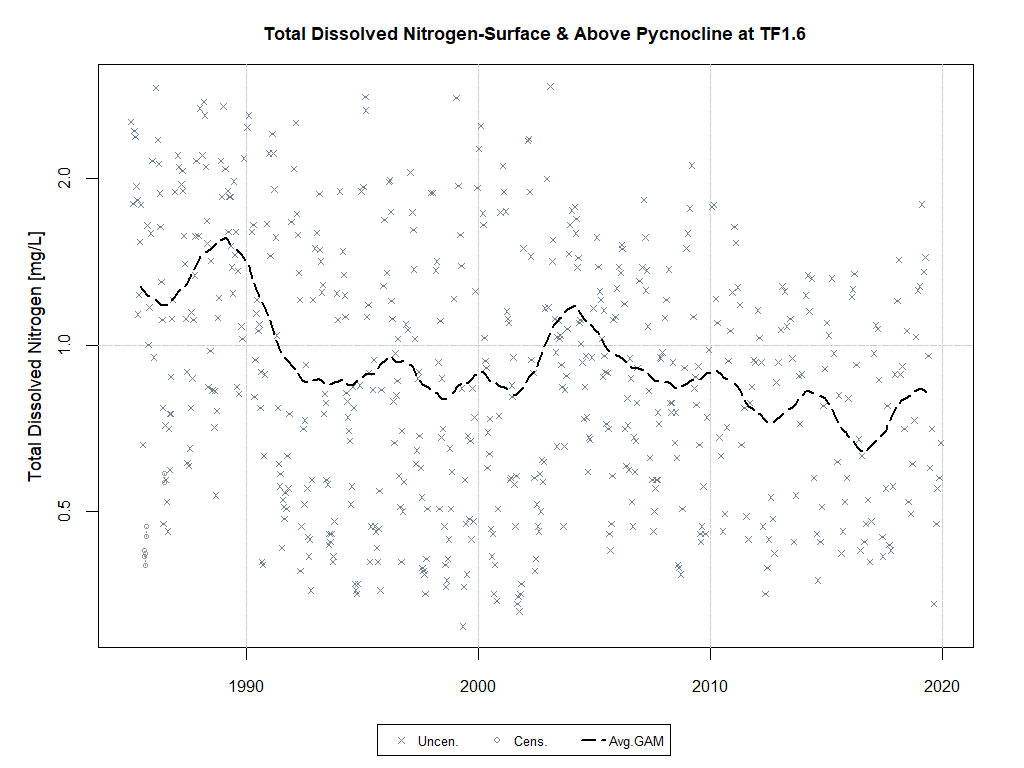 Total Dissolved Nitrogen-Surface & Above Pycnocline at TF1.6
Total Dissolved Nitrogen [mg/L]
2.0
1.0
0.5
1990 2000 2010 2020
Uncen. Cens. Avg.GAM